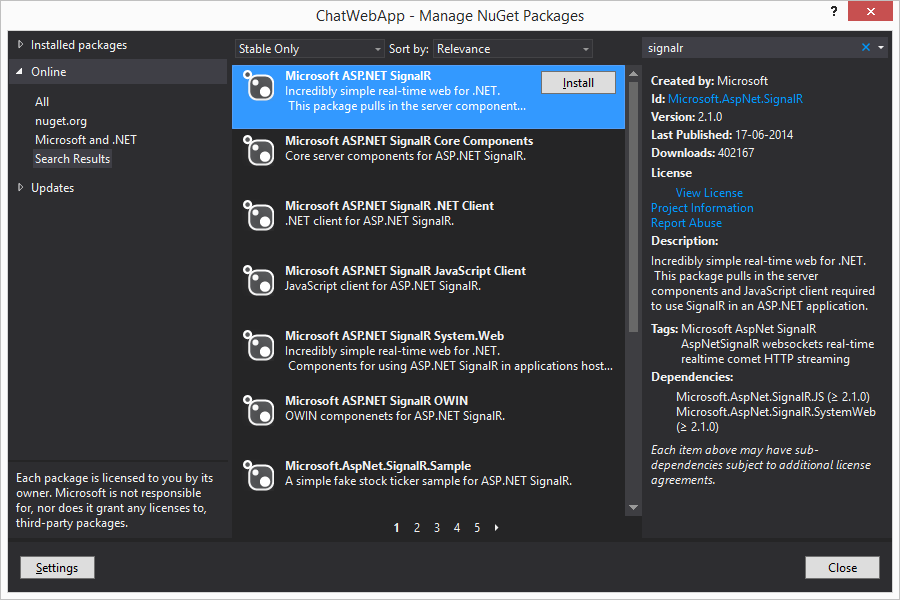 ChatWebApp - Manage NuGet Packages
?
Installed packages
Online
All
nuget.org
Microsoft and .NET
Search Results
Updates
Each package is licensed to you by its
owner. Microsoft is not responsible
for, nor does it grant any licenses to,
third-party packages.
Settings
Stable Only
Sort by: Relevance
Microsoft ASP.NET SignalR
Incredibly simple real-time web for .NET.
This package pulls in the server component...
Install
Microsoft ASP.NET SignalR Core Components
Core server components for ASP.NET SignalR.
Microsoft ASP.NET SignalR .NET Client
.NET client for ASP.NET SignalR.
Microsoft ASP.NET SignalR JavaScript Client
JavaScript client for ASP.NET SignalR.
Microsoft ASP.NET SignalR System.Web
Incredibly simple real-time web for .NET.
Components for using ASP.NET SignalR in applications host...
Microsoft ASP.NET SignalR OWIN
OWIN componenets for ASP.NET SignalR.
Microsoft.AspNet.SignalR.Sample
A simple fake stock ticker sample for ASP.NET SignalR.
1 2 3 4 5
signalr
Created by: Microsoft
Id: Microsoft.AspNet.SignalR
Version: 2.1.0
Last Published: 17-06-2014
Downloads: 402167
License
View License
Project Information
Report Abuse
Description:
Incredibly simple real-time web for .NET.
This package pulls in the server
components and JavaScript client required
to use SignalR in an ASP.NET application.
Tags: Microsoft AspNet SignalR
AspNetSignalR websockets real-time
realtime comet HTTP streaming
Dependencies:
Microsoft.AspNet.SignalR.JS (≥ 2.1.0)
Microsoft.AspNet.SignalR.SystemWeb
(≥ 2.1.0)
Each item above may have sub-
dependencies subject to additional license
agreements.
Close